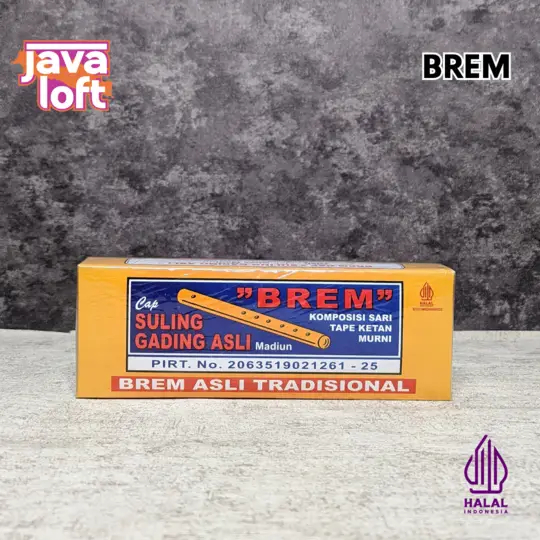 java
loft
BREM
"BREM"
Cap
SULING
GADING ASLI Madiun
KOMPOSISI SARI
TAPE KETAN
MURNI
PIRT. No. 2063519021261 - 25
BREM ASLI TRADISIONAL
HALAL
HALAL
INDONESIA